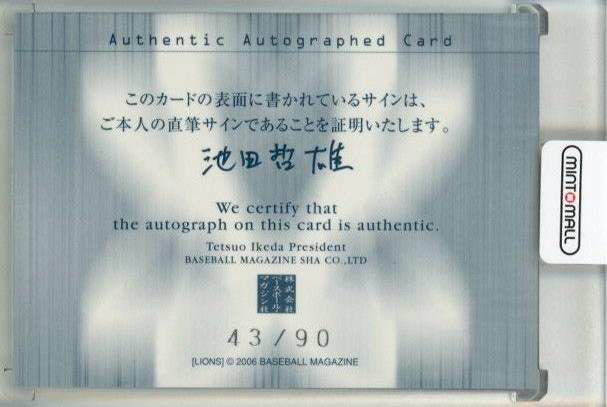 Authentic Autographed Card
このカードの表面に書かれているサインは、
ご本人の直筆サインであることを証明いたします。
池田哲雄
We certify that
the autograph on this card is authentic.
Tetsuo Ikeda President
BASEBALL MAGAZINE SHA CO.,LTD
株式会社
ベースボール・
マガジン社
43/90
[LIONS] © 2006 BASEBALL MAGAZINE
MINT MALL